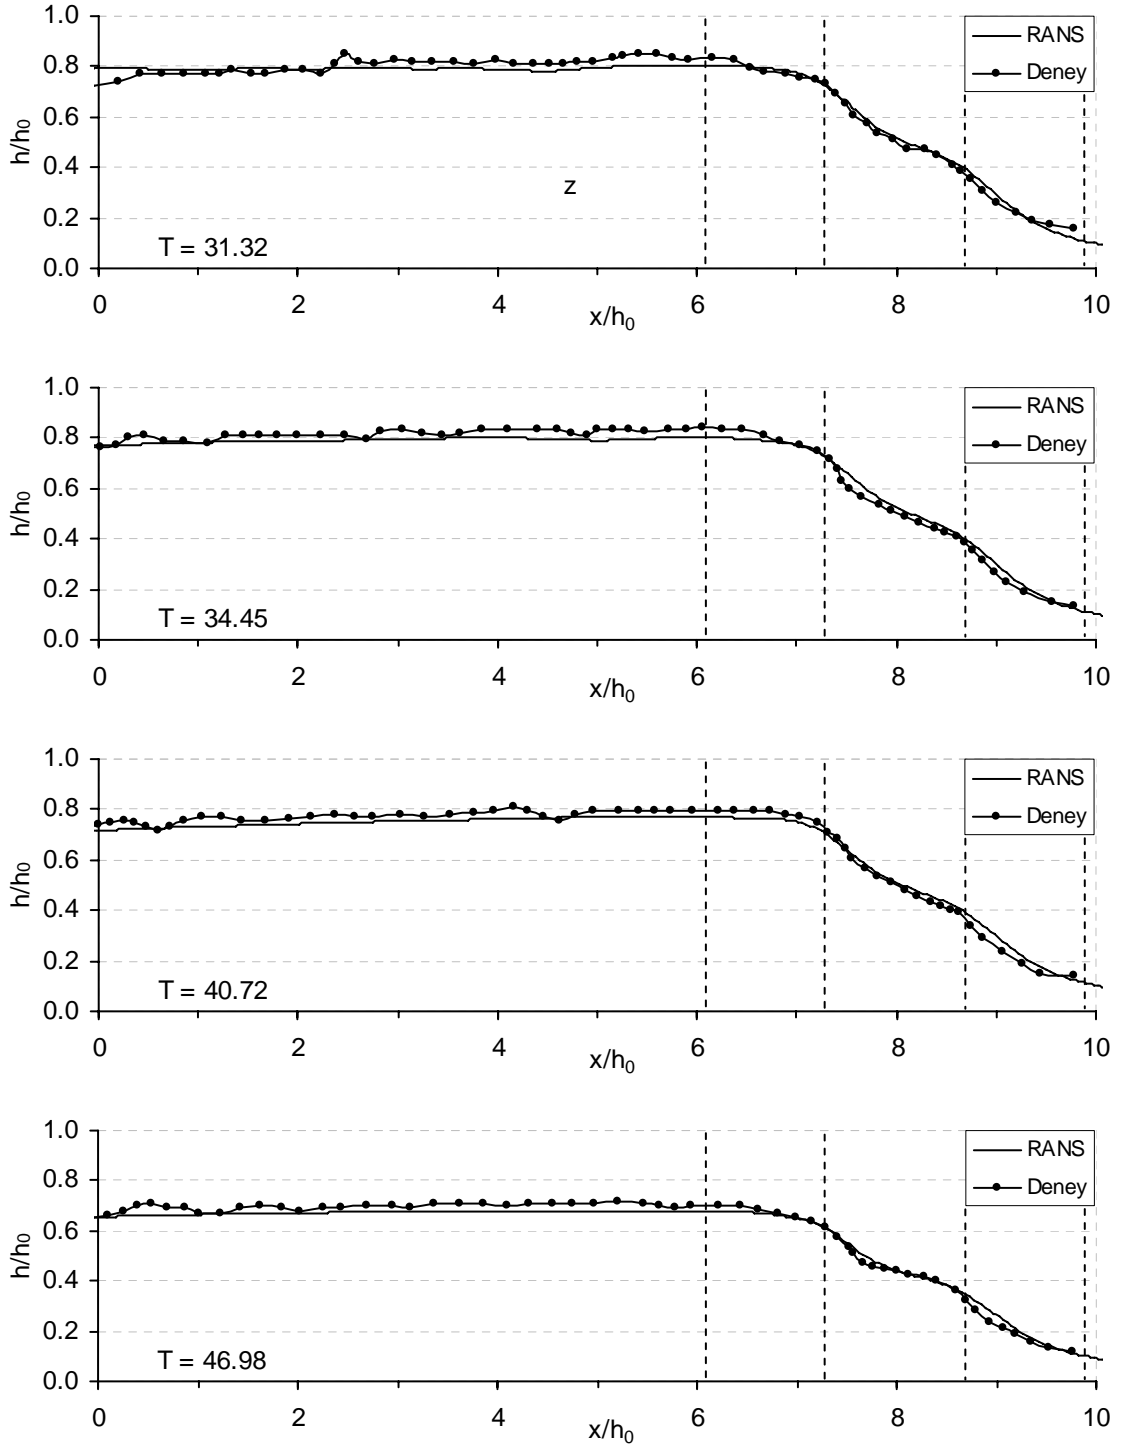 1.0
0.8
0.6
0.4
0.2
0.0
h/h₀
RANS
Deney
z
T = 31.32
0 2 4 6 8 10
x/h₀
1.0
0.8
0.6
0.4
0.2
0.0
h/h₀
RANS
Deney
T = 34.45
0 2 4 6 8 10
x/h₀
1.0
0.8
0.6
0.4
0.2
0.0
h/h₀
RANS
Deney
T = 40.72
0 2 4 6 8 10
x/h₀
1.0
0.8
0.6
0.4
0.2
0.0
h/h₀
RANS
Deney
T = 46.98
0 2 4 6 8 10
x/h₀